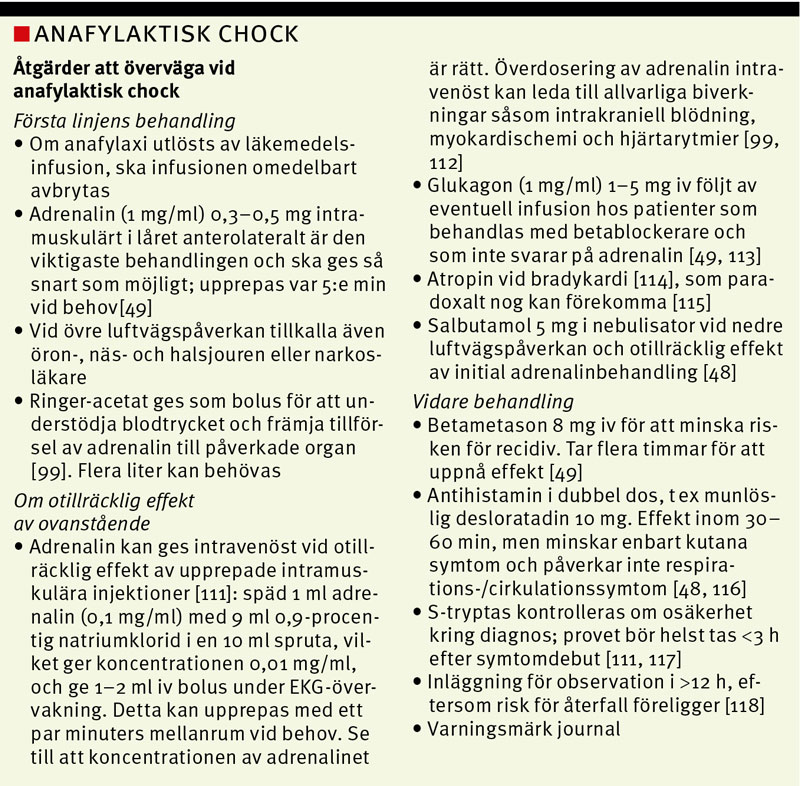 ANAFYLAKTISK CHOCK
Åtgärder att överväga vid
anafylaktisk chock
Första linjens behandling
• Om anafylaxi utlösts av läkemedels-
infusion, ska infusionen omedelbart
avbrytas
• Adrenalin (1 mg/ml) 0,3–0,5 mg intra-
muskulärt i låret anterolateralt är den
viktigaste behandlingen och ska ges så
snart som möjligt; upprepas var 5:e min
vid behov[49]
• Vid övre luftvägspåverkan tillkalla även
öron-, näs- och halsjouren eller narkos-
läkare
• Ringer-acetat ges som bolus för att un-
derstödja blodtrycket och främja tillför-
sel av adrenalin till påverkade organ
[99]. Flera liter kan behövas
Om otillräcklig effekt
av ovanstående
• Adrenalin kan ges intravenöst vid otill-
räcklig effekt av upprepade intramus-
kulära injektioner [111]: späd 1 ml adre-
nalin (0,1 mg/ml) med 9 ml 0,9-procen-
tig natriumklorid i en 10 ml spruta, vil-
ket ger koncentrationen 0,01 mg/ml,
och ge 1–2 ml iv bolus under EKG-över-
vakning. Detta kan upprepas med ett
par minuters mellanrum vid behov. Se
till att koncentrationen av adrenalinet
är rätt. Överdosering av adrenalin intra-
venöst kan leda till allvarliga biverk-
ningar såsom intrakraniell blödning,
myokardischemi och hjärtarytmier [99,
112]
• Glukagon (1 mg/ml) 1–5 mg iv följt av
eventuell infusion hos patienter som
behandlas med betablockerare och
som inte svarar på adrenalin [49, 113]
• Atropin vid bradykardi [114], som para-
doxalt nog kan förekomma [115]
• Salbutamol 5 mg i nebulisator vid nedre
luftvägspåverkan och otillräcklig effekt
av initial adrenalinbehandling [48]
Vidare behandling
• Betametason 8 mg iv för att minska ris-
ken för recidiv. Tar flera timmar för att
uppnå effekt [49]
• Antihistamin i dubbel dos, t ex munlös-
lig desloratadin 10 mg. Effekt inom 30–
60 min, men minskar enbart kutana
symtom och påverkar inte respira-
tions-/cirkulationssymtom [48, 116]
• S-tryptas kontrolleras om osäkerhet
kring diagnos; provet bör helst tas <3 h
efter symtomdebut [111, 117]
• Inläggning för observation i >12 h, ef-
tersom risk för återfall föreligger [118]
• Varningsmärk journal